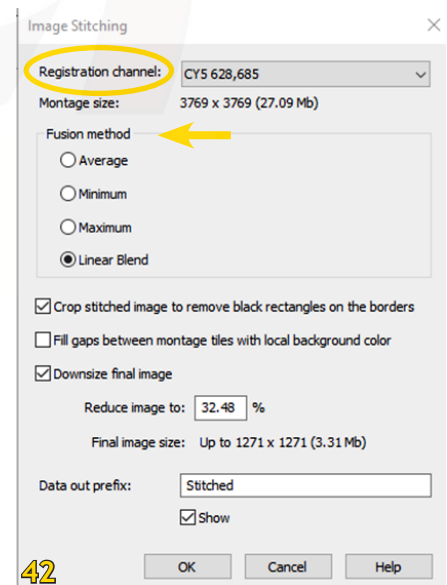 Image Stitching
Registration channel: CY5 628,685
Montage size: 3769 x 3769 (27.09 Mb)
Fusion method
Average
Minimum
Maximum
Linear Blend
Crop stitched image to remove black rectangles on the borders
Fill gaps between montage tiles with local background color
Downsize final image
Reduce image to: 32.48 %
Final image size: Up to 1271 x 1271 (3.31 Mb)
Data out prefix: Stitched
Show
42 OK Cancel Help